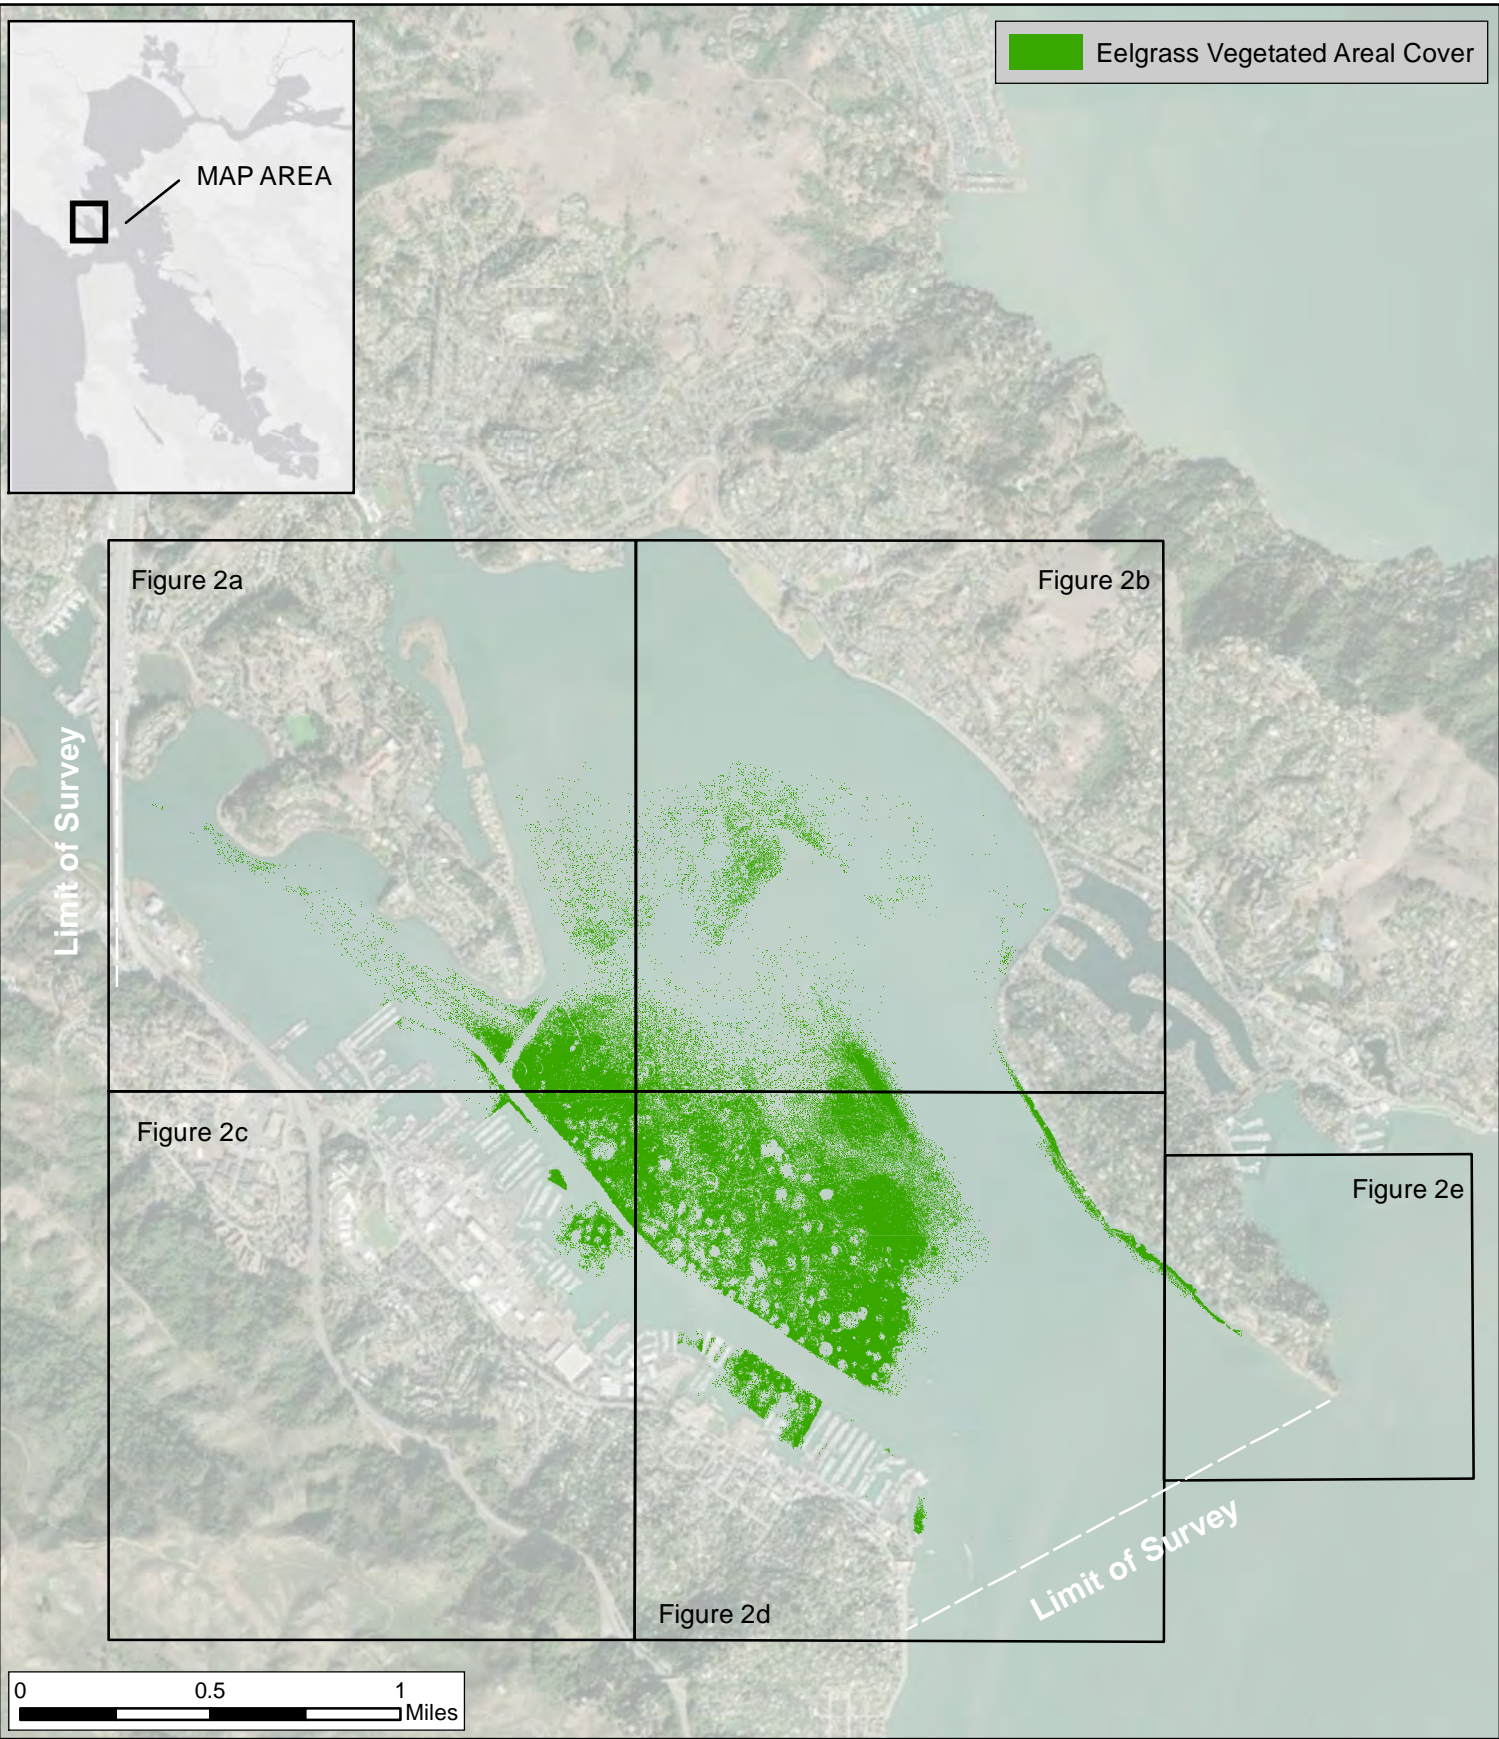 Eelgrass Vegetated Areal Cover
MAP AREA
Figure 2a
Figure 2b
Limit of Survey
Figure 2c
Figure 2e
Limit of Survey
Figure 2d
0 0.5 1
Miles